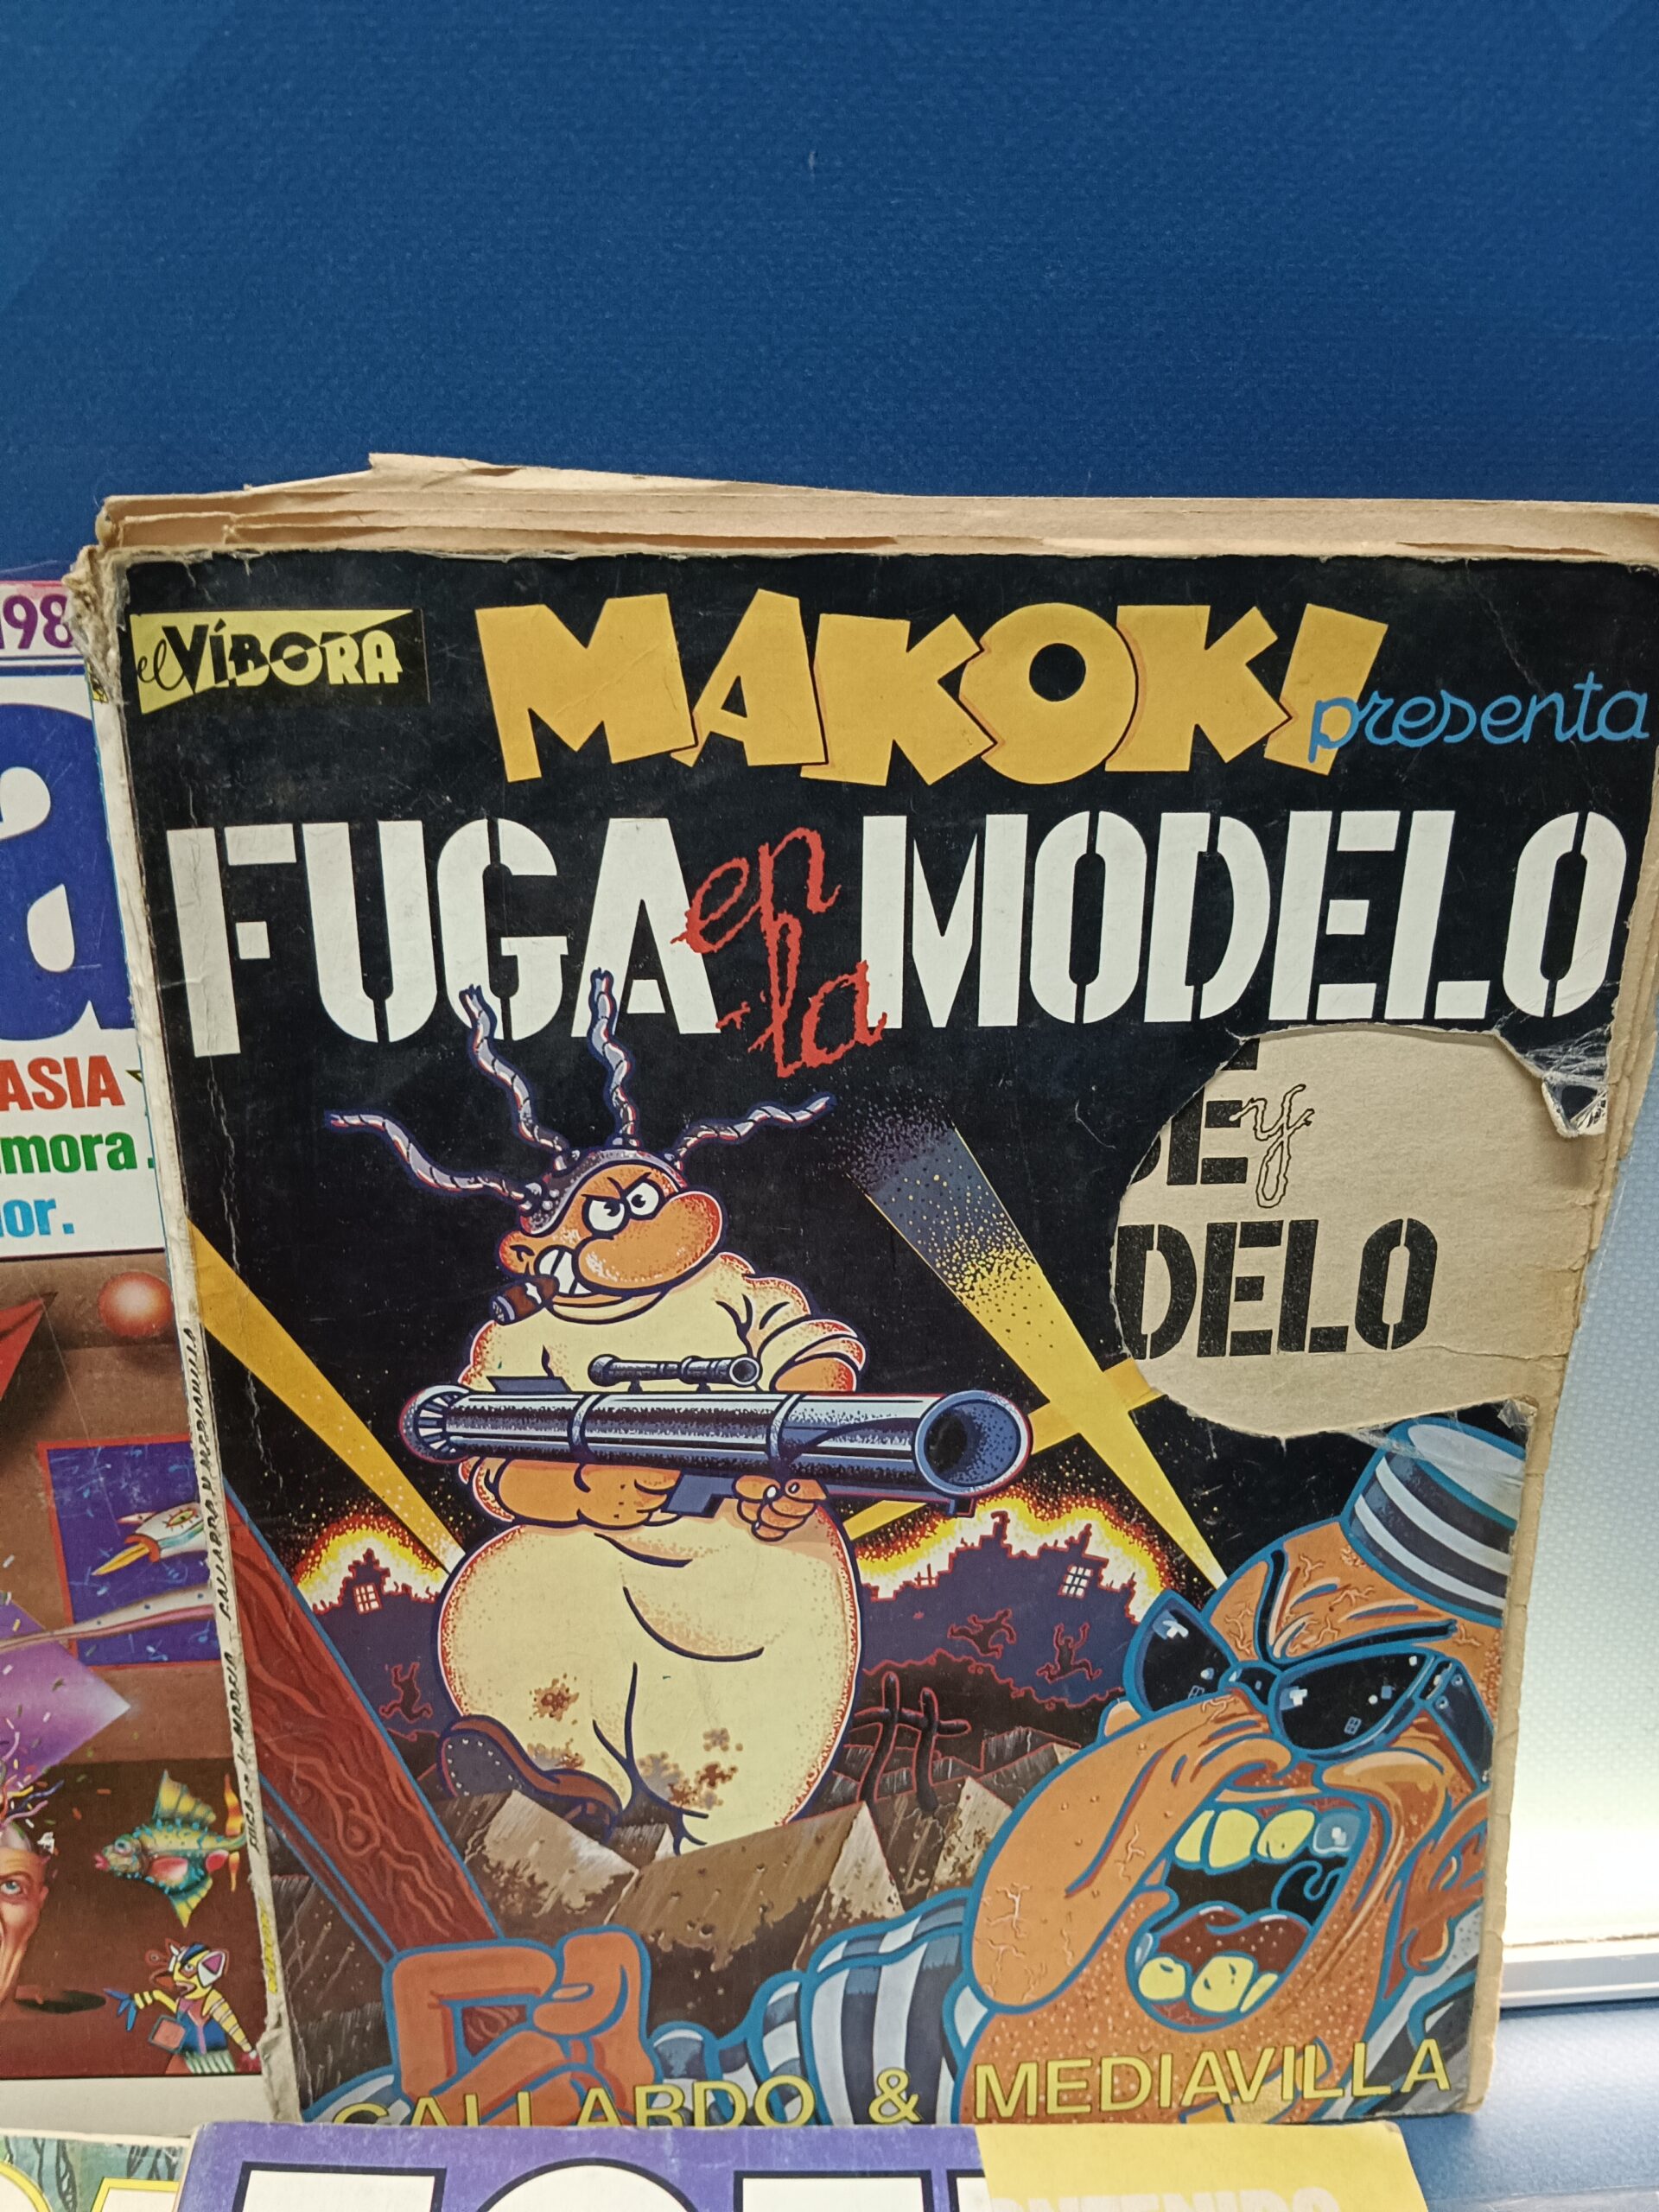 el VÍBORA
MAKOKI
presenta
FUGA en la MODELO
y
DELO
GALLARDO & MEDIAVILLA
198
a
ASIA
mora
or.